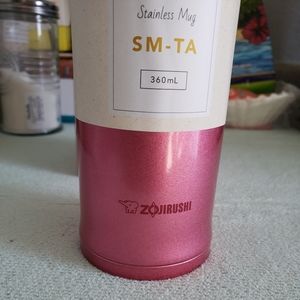 Stainless Mug
SM-TA
360mL
ZOJIRUSHI